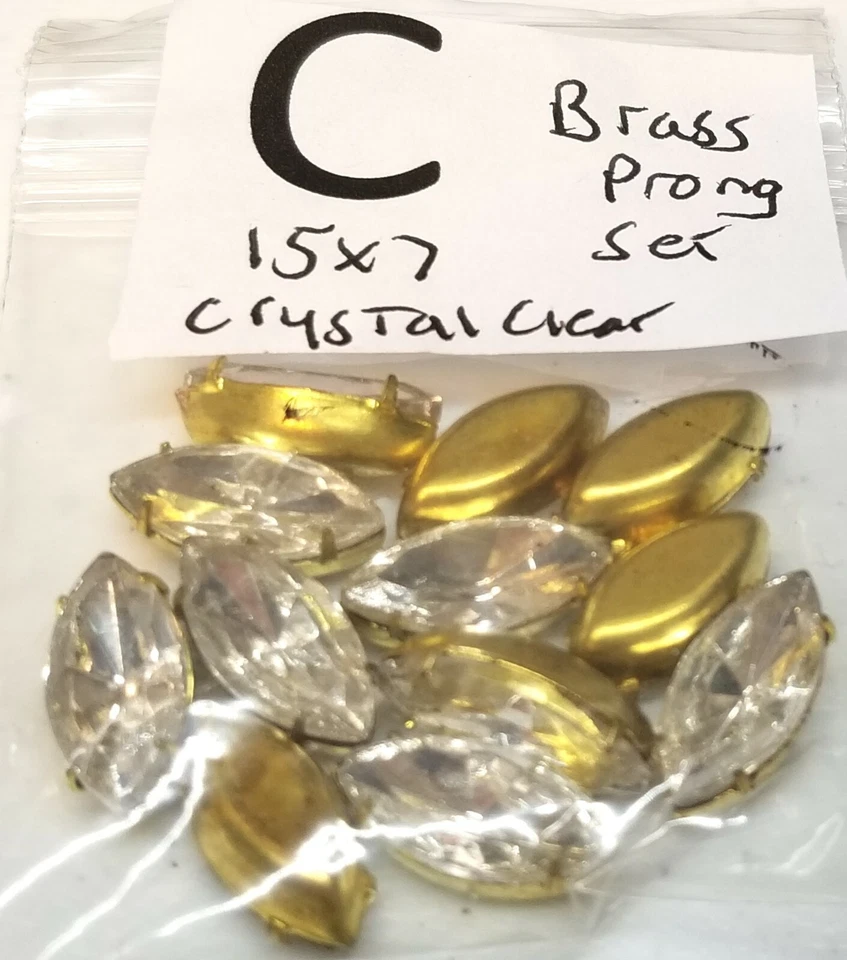 C
Brass
Prong
Set
15x7
Crystal Clear